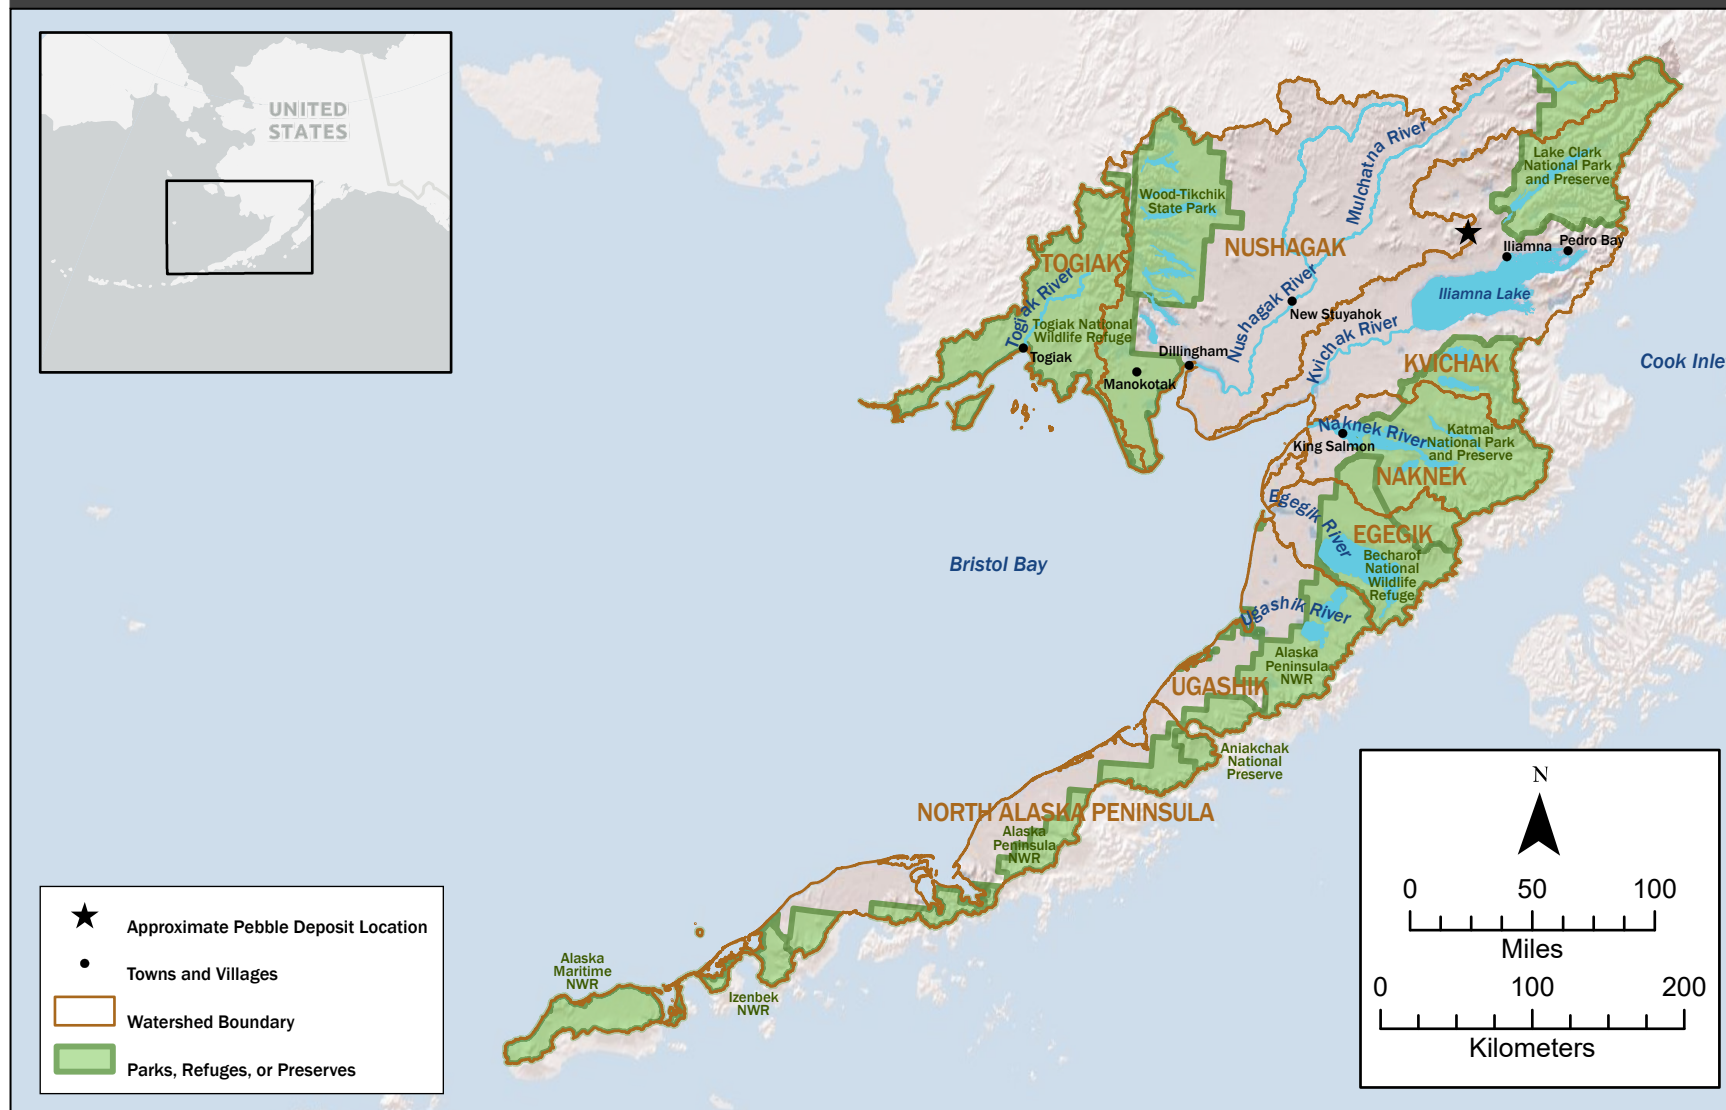 UNITED
STATES
Lake Clark
National Park
and Preserve
Mulchatna River
Wood-Tikchik
State Park
NUSHAGAK
Iliamna
Pedro Bay
TOGIAK
Iliamna Lake
Togiak River
Nushagak River
New Stuyahok
Togiak National
Wildlife Refuge
Kvichak River
Togiak
Dillingham
KVICHAK
Cook Inle
Manokotak
Naknek River
King Salmon
Katmai
National Park
and Preserve
NAKNEK
Egegik River
EGEGIK
Becharof
National
Wildlife
Refuge
Bristol Bay
Ugashik River
Alaska
Peninsula
NWR
UGASHIK
Aniakchak
National
Preserve
NORTH ALASKA PENINSULA
Alaska
Peninsula
NWR
Alaska
Maritime
NWR
Izenbek
NWR
Approximate Pebble Deposit Location
Towns and Villages
Watershed Boundary
Parks, Refuges, or Preserves
N
0 50 100
Miles
0 100 200
Kilometers